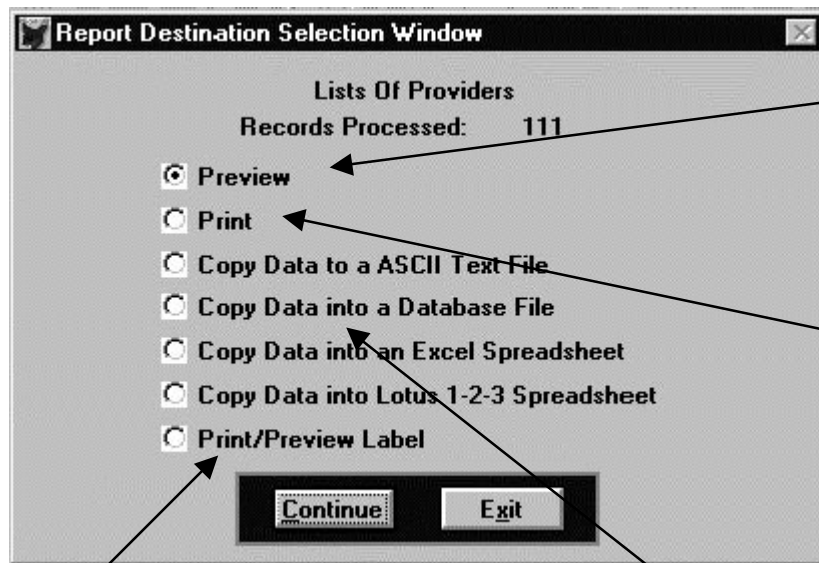 Report Destination Selection Window
Lists Of Providers
Records Processed: 111
Preview
Print
Copy Data to a ASCII Text File
Copy Data into a Database File
Copy Data into an Excel Spreadsheet
Copy Data into Lotus 1-2-3 Spreadsheet
Print/Preview Label
Continue Exit